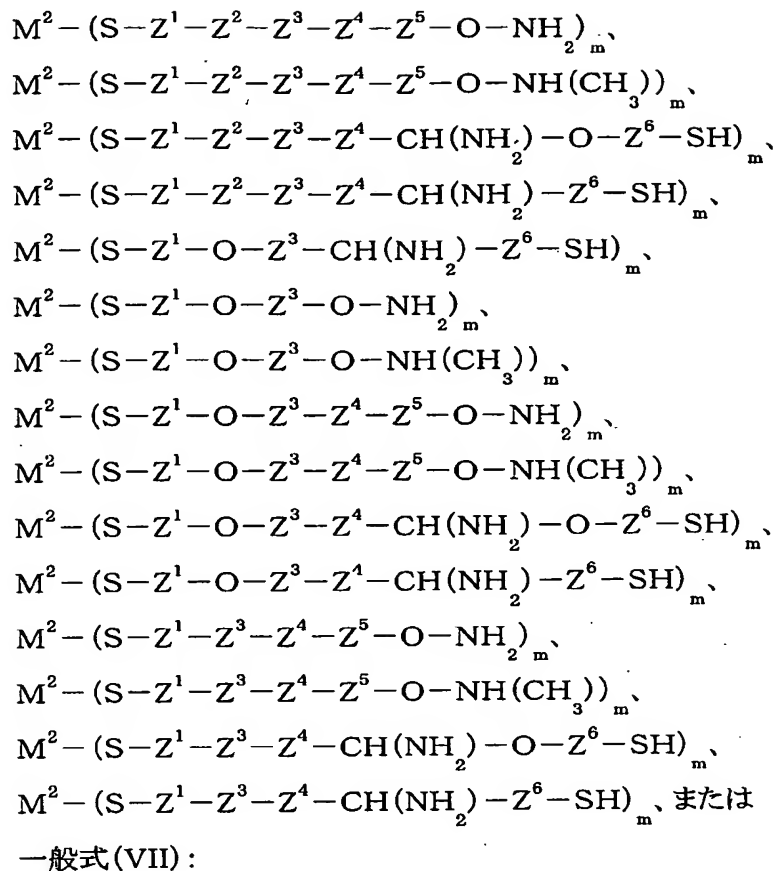 M²−(S−Z¹−Z²−Z³−Z⁴−Z⁵−O−NH₂)ₘ、
M²−(S−Z¹−Z²−Z³−Z⁴−Z⁵−O−NH(CH₃))ₘ、
M²−(S−Z¹−Z²−Z³−Z⁴−CH(NH₂)−O−Z⁶−SH)ₘ、
M²−(S−Z¹−Z²−Z³−Z⁴−CH(NH₂)−Z⁶−SH)ₘ、
M²−(S−Z¹−O−Z³−CH(NH₂)−Z⁶−SH)ₘ、
M²−(S−Z¹−O−Z³−O−NH₂)ₘ、
M²−(S−Z¹−O−Z³−O−NH(CH₃))ₘ、
M²−(S−Z¹−O−Z³−Z⁴−Z⁵−O−NH₂)ₘ、
M²−(S−Z¹−O−Z³−Z⁴−Z⁵−O−NH(CH₃))ₘ、
M²−(S−Z¹−O−Z³−Z⁴−CH(NH₂)−O−Z⁶−SH)ₘ、
M²−(S−Z¹−O−Z³−Z⁴−CH(NH₂)−Z⁶−SH)ₘ、
M²−(S−Z¹−Z³−Z⁴−Z⁵−O−NH₂)ₘ、
M²−(S−Z¹−Z³−Z⁴−Z⁵−O−NH(CH₃))ₘ、
M²−(S−Z¹−Z³−Z⁴−CH(NH₂)−O−Z⁶−SH)ₘ、
M²−(S−Z¹−Z³−Z⁴−CH(NH₂)−Z⁶−SH)ₘ、または
一般式(VII)：